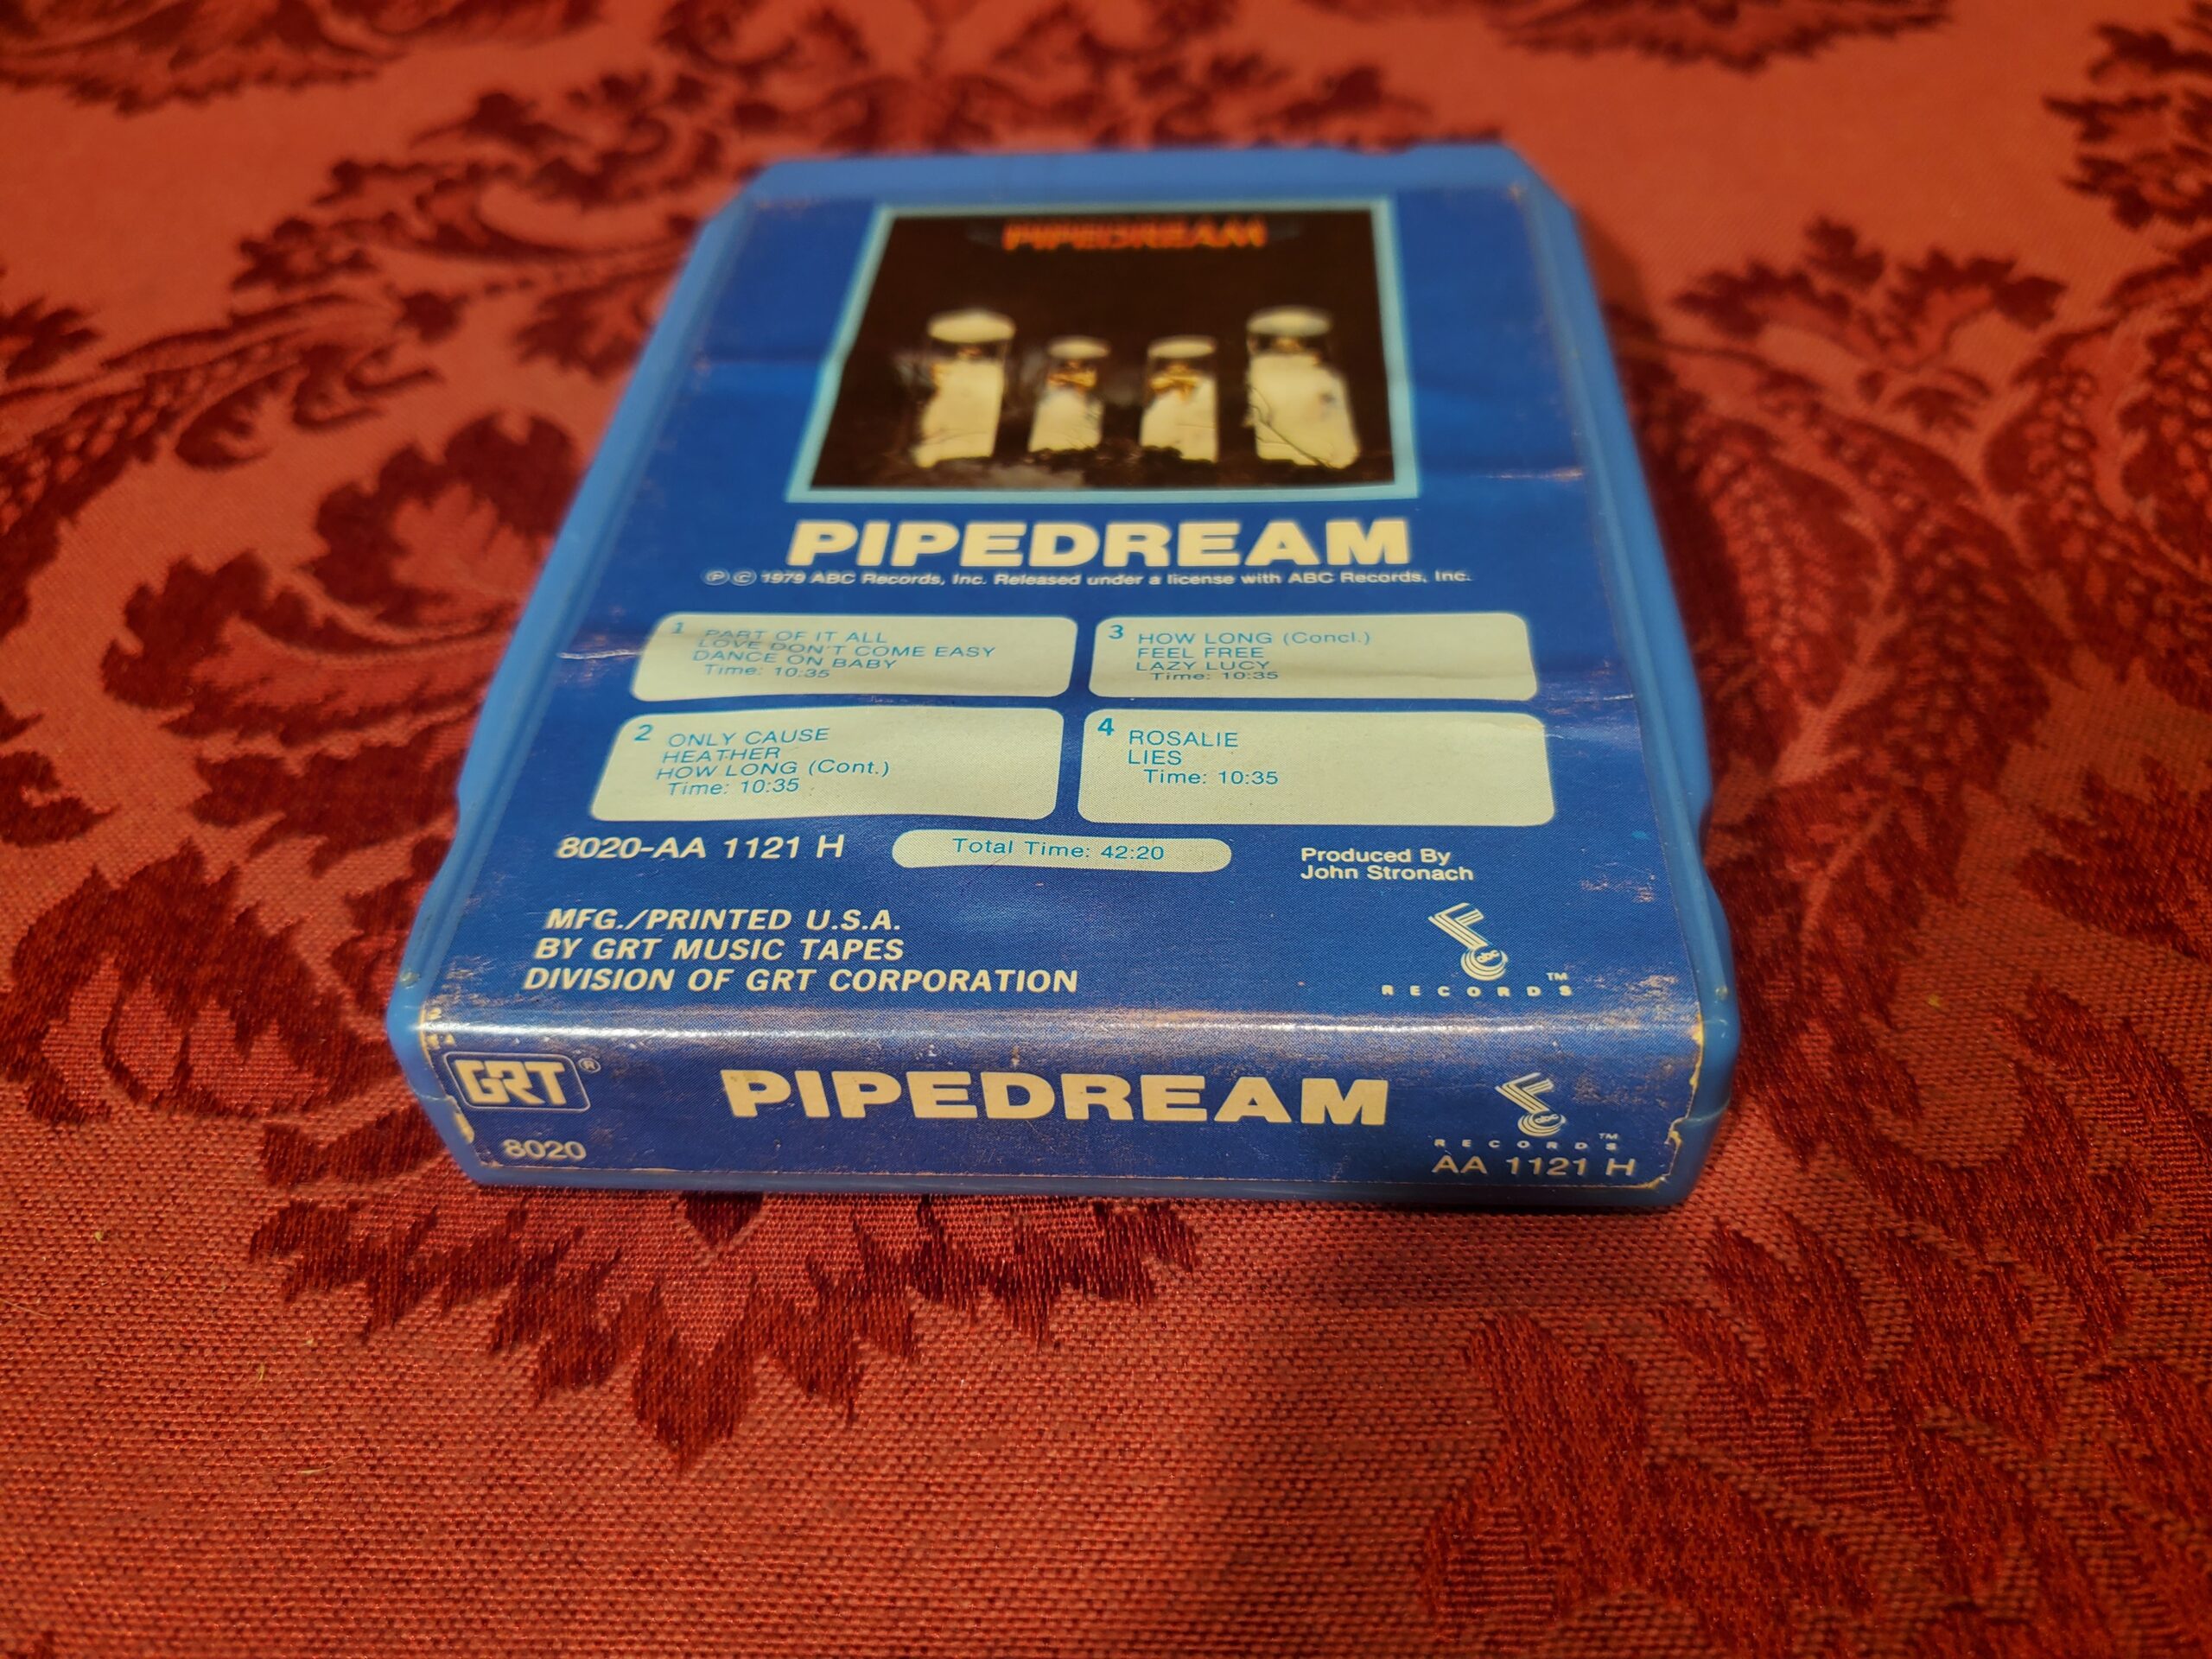 PIPEDREAM
PIPEDREAM
Ⓟ © 1979 ABC Records, Inc. Released under a license with ABC Records, Inc.
1 PART OF IT ALL
LOVE DON'T COME EASY
DANCE ON BABY
Time: 10:35
2 ONLY CAUSE
HEATHER
HOW LONG (Cont.)
Time: 10:35
3 HOW LONG (Concl.)
FEEL FREE
LAZY LUCY
Time: 10:35
4 ROSALIE
LIES
Time: 10:35
8020-AA 1121 H
Total Time: 42:20
Produced By
John Stronach
MFG./PRINTED U.S.A.
BY GRT MUSIC TAPES
DIVISION OF GRT CORPORATION
abc
RECORDS™
GRT®
8020
PIPEDREAM
abc
RECORDS™
AA 1121 H